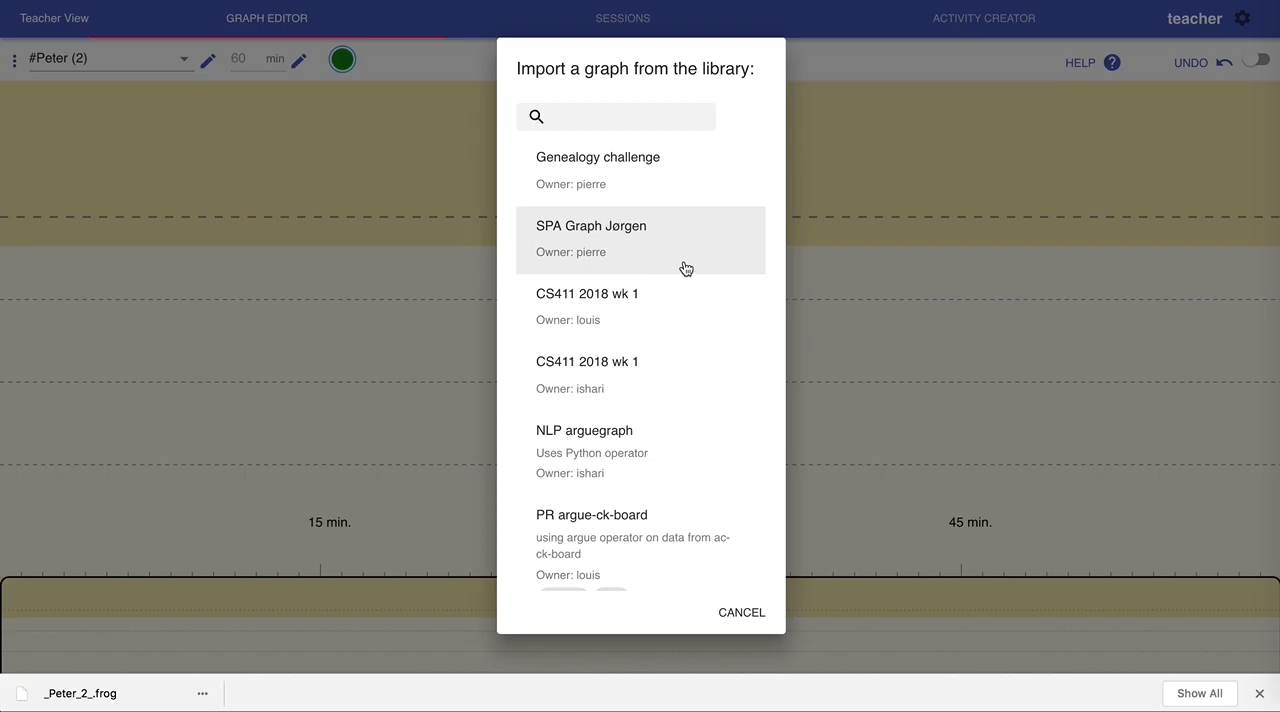 Teacher View
GRAPH EDITOR
SESSIONS
ACTIVITY CREATOR
teacher
#Peter (2)
60 min
HELP
UNDO
Import a graph from the library:
Genealogy challenge
Owner: pierre
SPA Graph Jørgen
Owner: pierre
CS411 2018 wk 1
Owner: louis
CS411 2018 wk 1
Owner: ishari
NLP arguegraph
Uses Python operator
Owner: ishari
PR argue-ck-board
using argue operator on data from ac-
ck-board
Owner: louis
CANCEL
15 min.
45 min.
_Peter_2_.frog
Show All